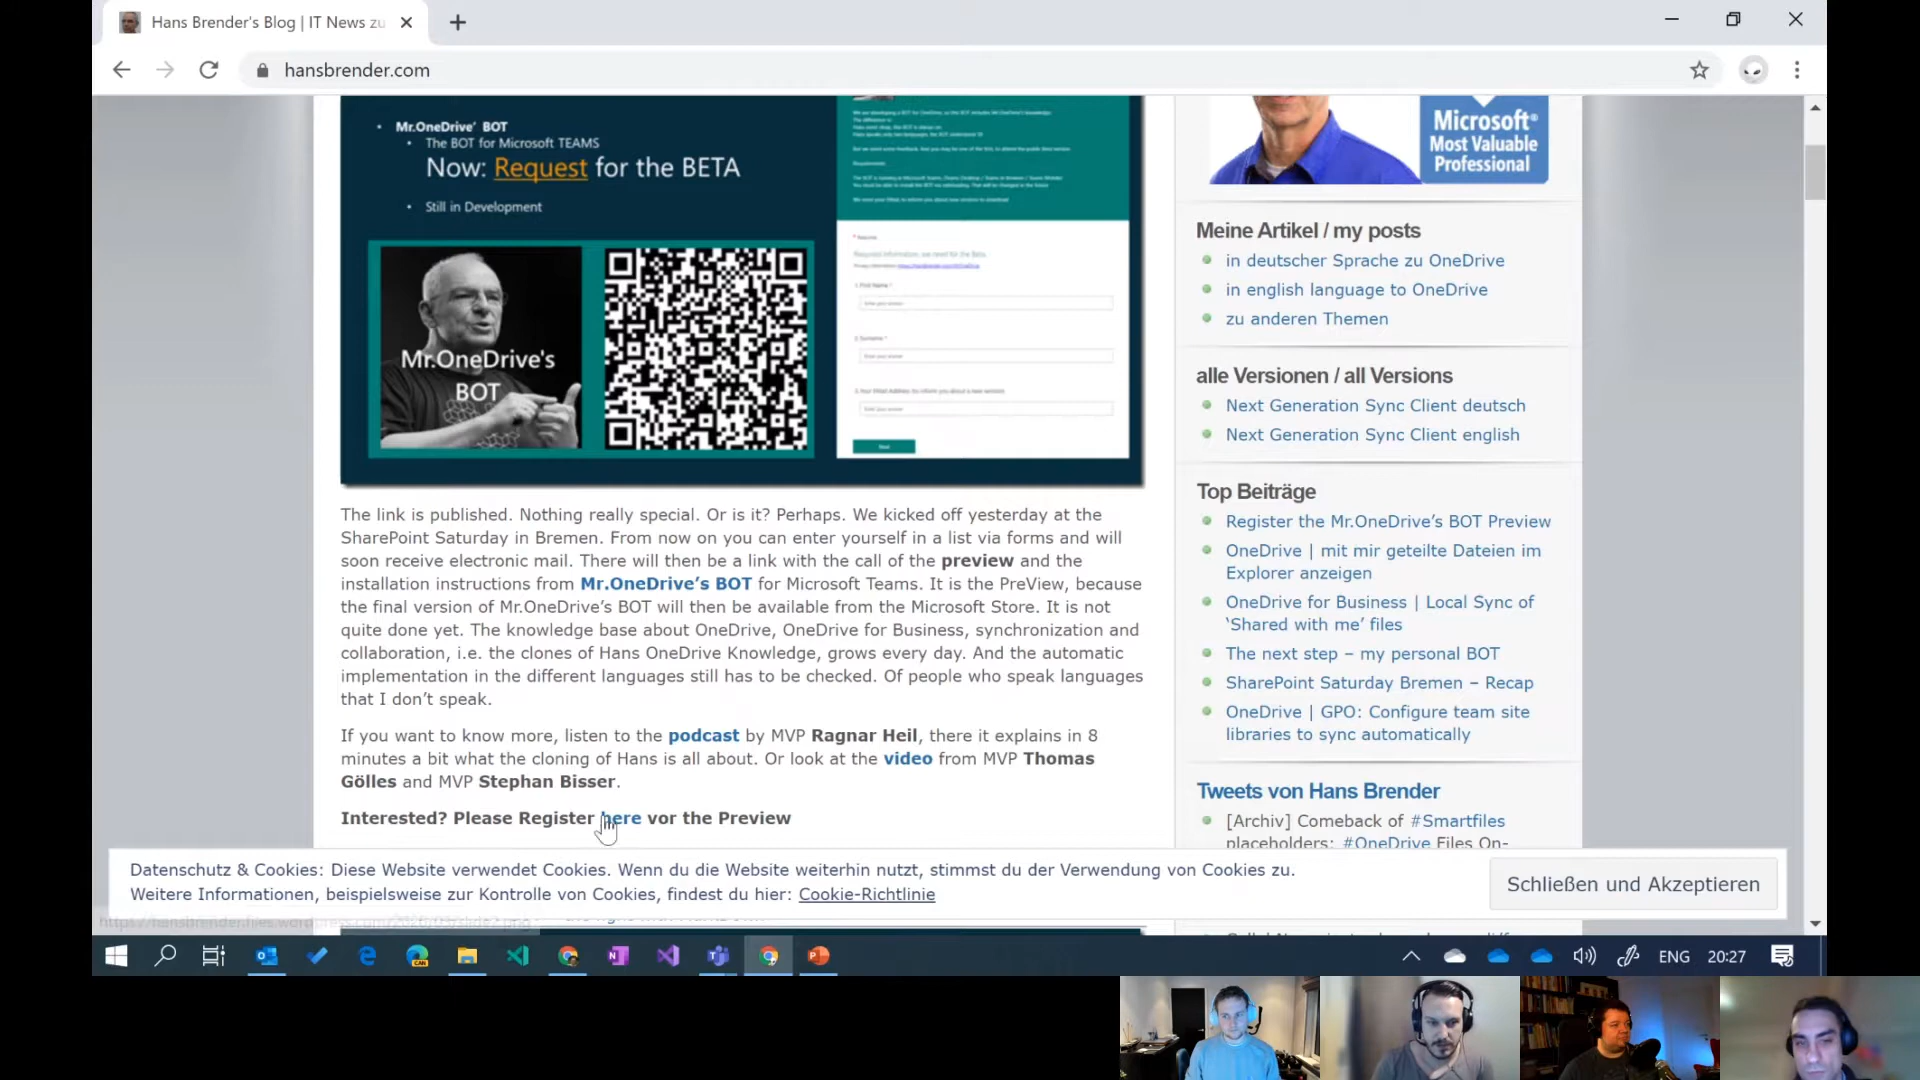 Hans Brender's Blog | IT News zu
hansbrender.com
• Mr.OneDrive' BOT
• The BOT for Microsoft TEAMS
Now: Request for the BETA
• Still in Development
Mr.OneDrive's
BOT
The link is published. Nothing really special. Or is it? Perhaps. We kicked off yesterday at the
SharePoint Saturday in Bremen. From now on you can enter yourself in a list via forms and will
soon receive electronic mail. There will then be a link with the call of the preview and the
installation instructions from Mr.OneDrive's BOT for Microsoft Teams. It is the PreView, because
the final version of Mr.OneDrive's BOT will then be available from the Microsoft Store. It is not
quite done yet. The knowledge base about OneDrive, OneDrive for Business, synchronization and
collaboration, i.e. the clones of Hans OneDrive Knowledge, grows every day. And the automatic
implementation in the different languages still has to be checked. Of people who speak languages
that I don't speak.
If you want to know more, listen to the podcast by MVP Ragnar Heil, there it explains in 8
minutes a bit what the cloning of Hans is all about. Or look at the video from MVP Thomas
Gölles and MVP Stephan Bisser.
Interested? Please Register here vor the Preview
Microsoft®
Most Valuable
Professional
Meine Artikel / my posts
in deutscher Sprache zu OneDrive
in english language to OneDrive
zu anderen Themen
alle Versionen / all Versions
Next Generation Sync Client deutsch
Next Generation Sync Client english
Top Beiträge
Register the Mr.OneDrive's BOT Preview
OneDrive | mit mir geteilte Dateien im
Explorer anzeigen
OneDrive for Business | Local Sync of
'Shared with me' files
The next step – my personal BOT
SharePoint Saturday Bremen – Recap
OneDrive | GPO: Configure team site
libraries to sync automatically
Tweets von Hans Brender
[Archiv] Comeback of #Smartfiles
placeholders: #OneDrive Files On-
Datenschutz & Cookies: Diese Website verwendet Cookies. Wenn du die Website weiterhin nutzt, stimmst du der Verwendung von Cookies zu.
Weitere Informationen, beispielsweise zur Kontrolle von Cookies, findest du hier: Cookie-Richtlinie
Schließen und Akzeptieren
ENG 20:27